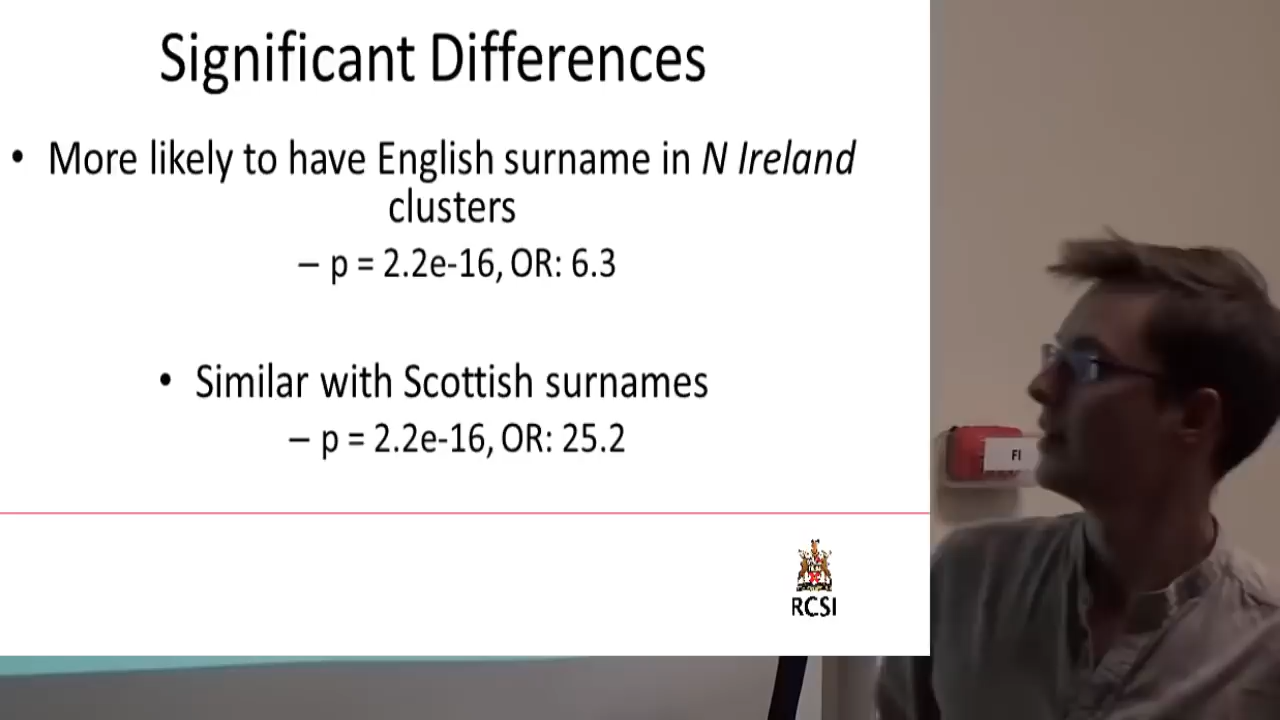 Significant Differences
• More likely to have English surname in N Ireland
clusters
– p = 2.2e-16, OR: 6.3
• Similar with Scottish surnames
– p = 2.2e-16, OR: 25.2
RCSI
FI